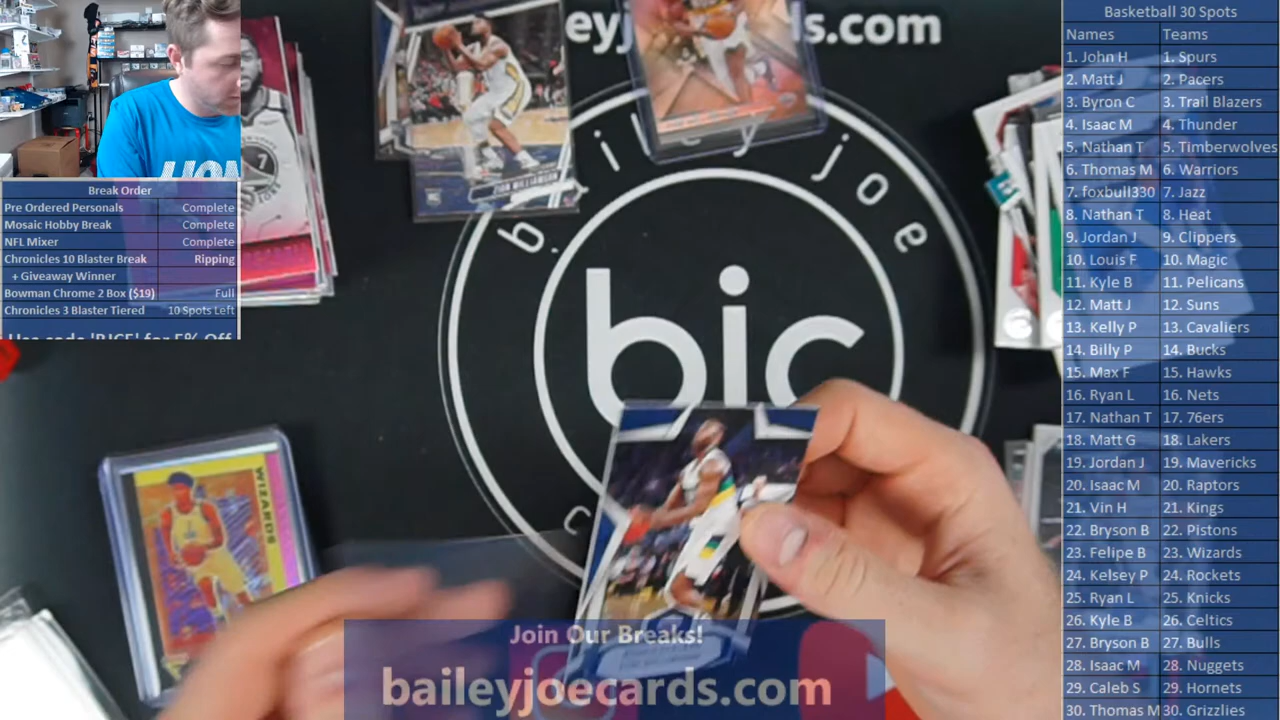 eyj s.com
LION
Break Order
Pre Ordered Personals Complete
Mosaic Hobby Break Complete
NFL Mixer Complete
Chronicles 10 Blaster Break Ripping
+ Giveaway Winner
Bowman Chrome 2 Box ($19) Full
Chronicles 3 Blaster Tiered 10 Spots Left
ZION WILLIAMSON
RC
WIZARDS
b i l y j o e
bjc
Join Our Breaks!
baileyjoecards.com
Basketball 30 Spots
Names Teams
1. John H 1. Spurs
2. Matt J 2. Pacers
3. Byron C 3. Trail Blazers
4. Isaac M 4. Thunder
5. Nathan T 5. Timberwolves
6. Thomas M 6. Warriors
7. foxbull330 7. Jazz
8. Nathan T 8. Heat
9. Jordan J 9. Clippers
10. Louis F 10. Magic
11. Kyle B 11. Pelicans
12. Matt J 12. Suns
13. Kelly P 13. Cavaliers
14. Billy P 14. Bucks
15. Max F 15. Hawks
16. Ryan L 16. Nets
17. Nathan T 17. 76ers
18. Matt G 18. Lakers
19. Jordan J 19. Mavericks
20. Isaac M 20. Raptors
21. Vin H 21. Kings
22. Bryson B 22. Pistons
23. Felipe B 23. Wizards
24. Kelsey P 24. Rockets
25. Ryan L 25. Knicks
26. Kyle B 26. Celtics
27. Bryson B 27. Bulls
28. Isaac M 28. Nuggets
29. Caleb S 29. Hornets
30. Thomas M 30. Grizzlies